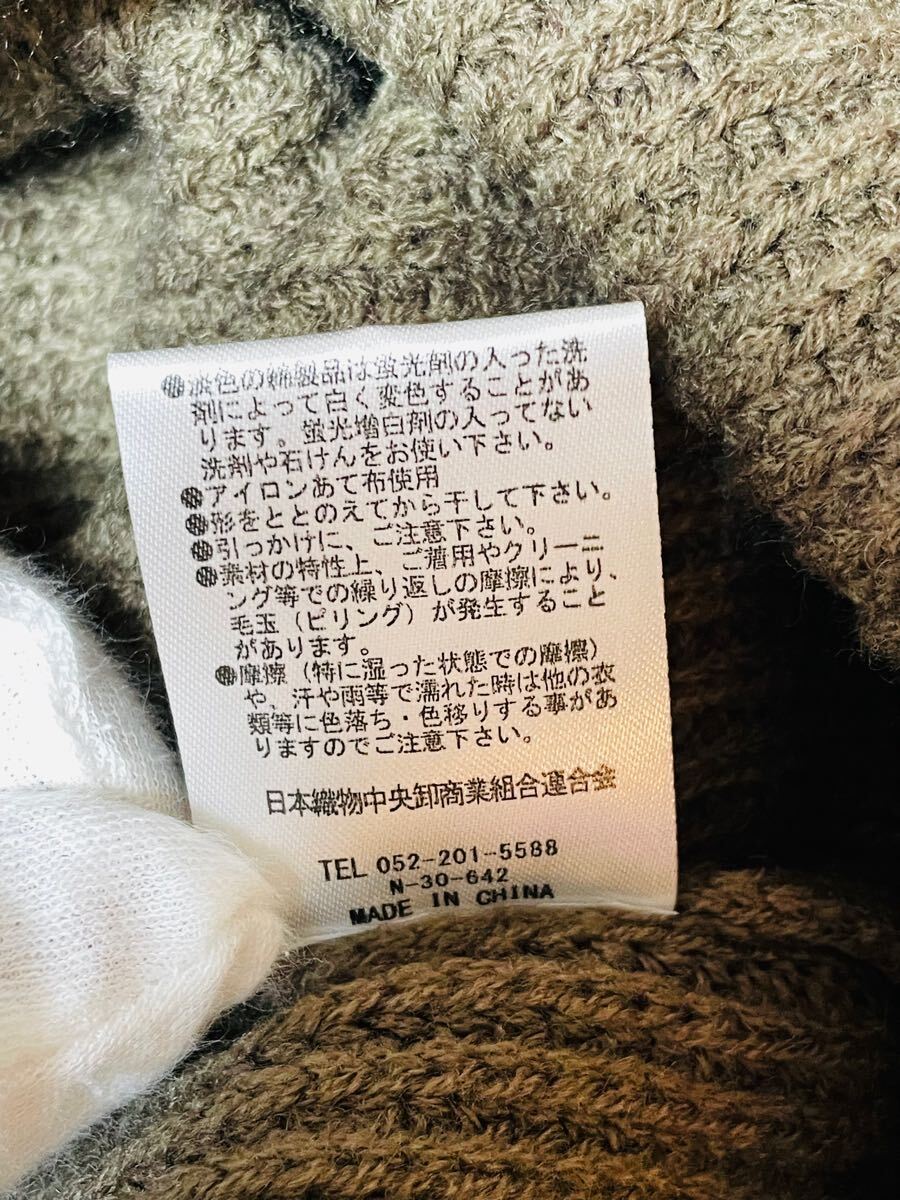 ●淡色の綿製品は蛍光剤の入った洗
剤によって白く変色することがあ
ります。蛍光増白剤の入ってない
洗剤や石けんをお使い下さい。
●アイロンあて布使用
●形をととのえてから干して下さい。
●引っかけに、ご注意下さい。
●素材の特性上、ご着用やクリーニ
ング等での繰り返しの摩擦により、
毛玉（ピリング）が発生すること
があります。
●摩擦（特に湿った状態での摩擦）
や、汗や雨等で濡れた時は他の衣
類等に色落ち・色移りする事があ
りますのでご注意下さい。
日本織物中央卸商業組合連合会
TEL 052-201-5588
N-30-642
MADE IN CHINA